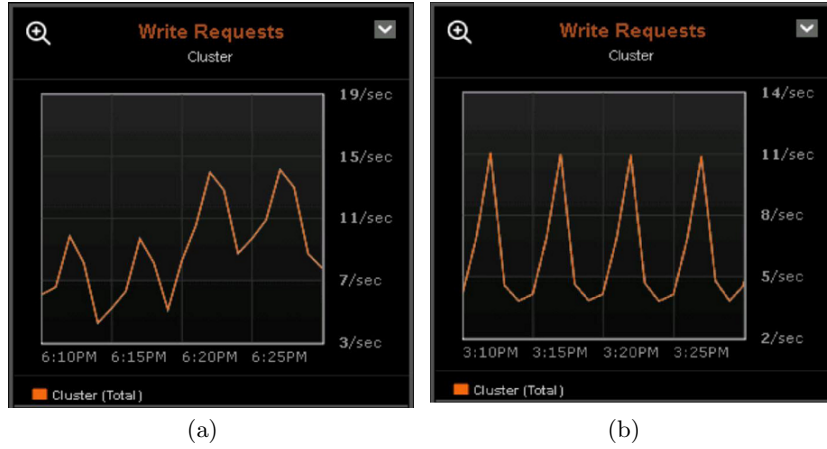 Write Requests
Cluster
19/sec
15/sec
11/sec
7/sec
3/sec
6:10PM 6:15PM 6:20PM 6:25PM
Cluster (Total)
(a)
Write Requests
Cluster
14/sec
11/sec
8/sec
5/sec
2/sec
3:10PM 3:15PM 3:20PM 3:25PM
Cluster (Total)
(b)